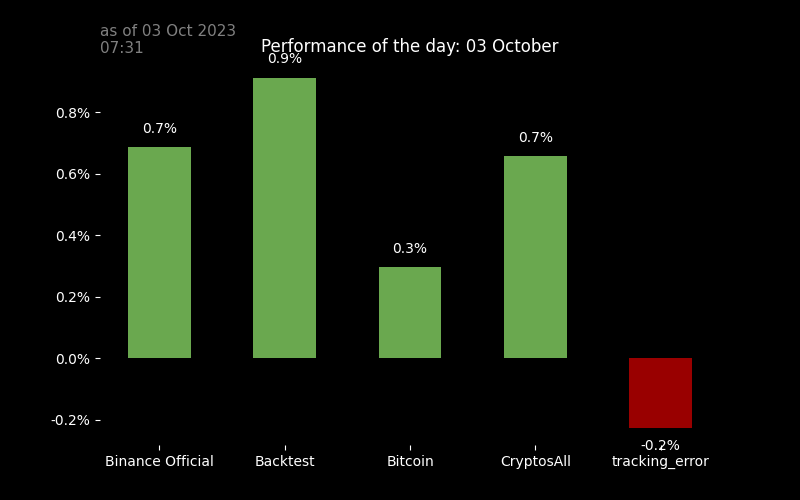 as of 03 Oct 2023
07:31
Performance of the day: 03 October
0.9%
0.8%
0.7%
0.7%
0.6%
0.4%
0.3%
0.2%
0.0%
-0.2%
-0.2%
Binance Official
Backtest
Bitcoin
CryptosAll
tracking_error